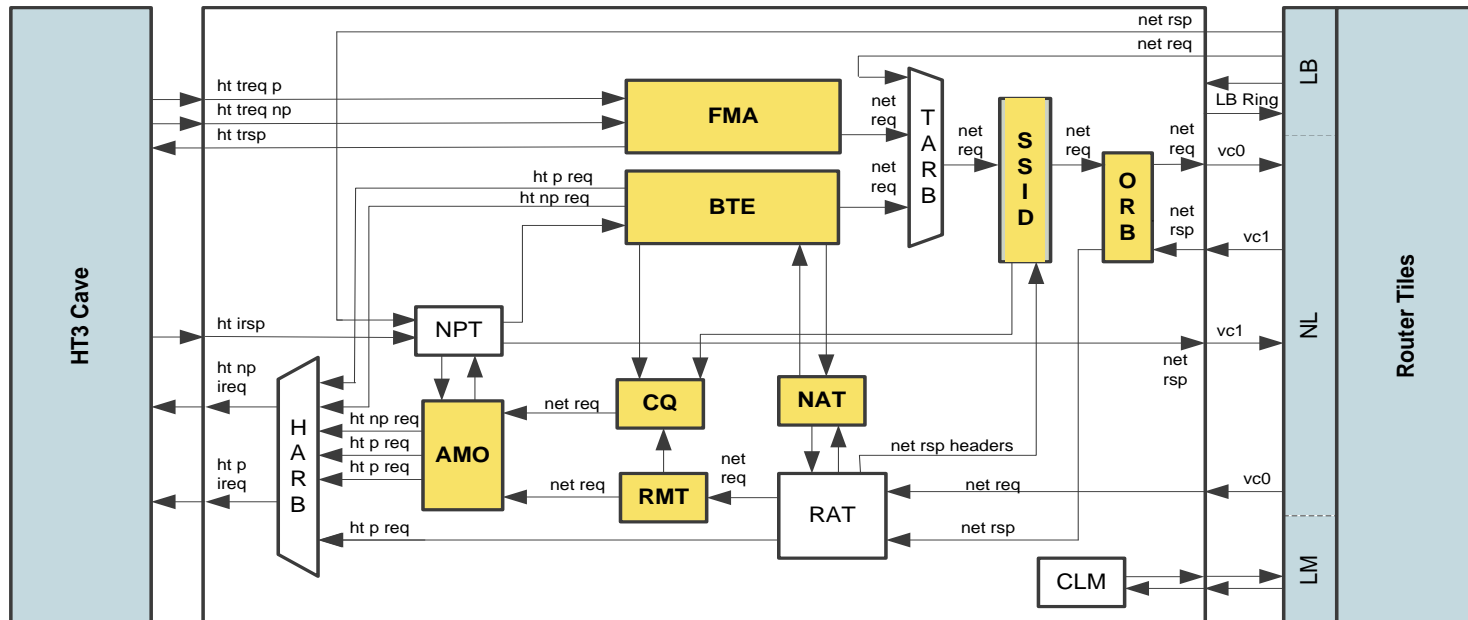 net rsp
net req
LB
ht treq p
ht treq np
ht trsp
FMA
net
req
TARB
net
req
SSID
net
req
ORB
net
req
LB Ring
vc0
ht p req
ht np req
BTE
net
req
net
rsp
vc1
HT3 Cave
NL
Router Tiles
ht irsp
NPT
vc1
net
rsp
ht np
ireq
HARB
ht np req
ht p req
ht p req
AMO
net req
CQ
NAT
net rsp headers
ht p
ireq
net req
RMT
net
req
RAT
net req
vc0
ht p req
net rsp
CLM
LM